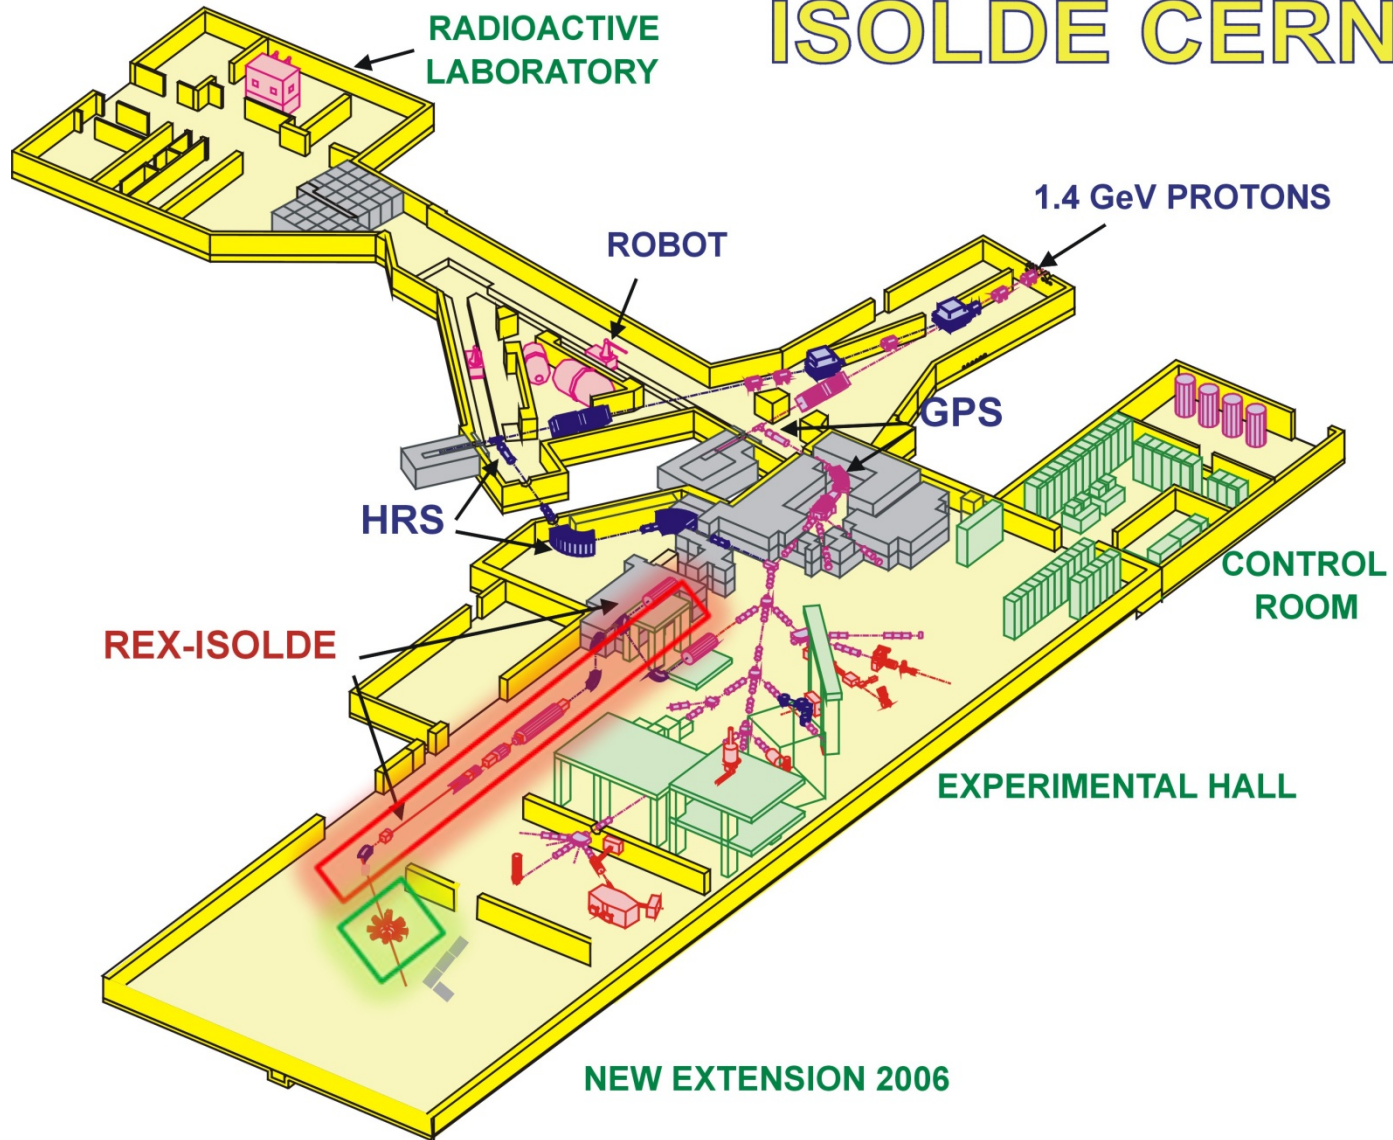 ISOLDE CERN
RADIOACTIVE
LABORATORY
1.4 GeV PROTONS
ROBOT
GPS
HRS
CONTROL
ROOM
REX-ISOLDE
EXPERIMENTAL HALL
NEW EXTENSION 2006